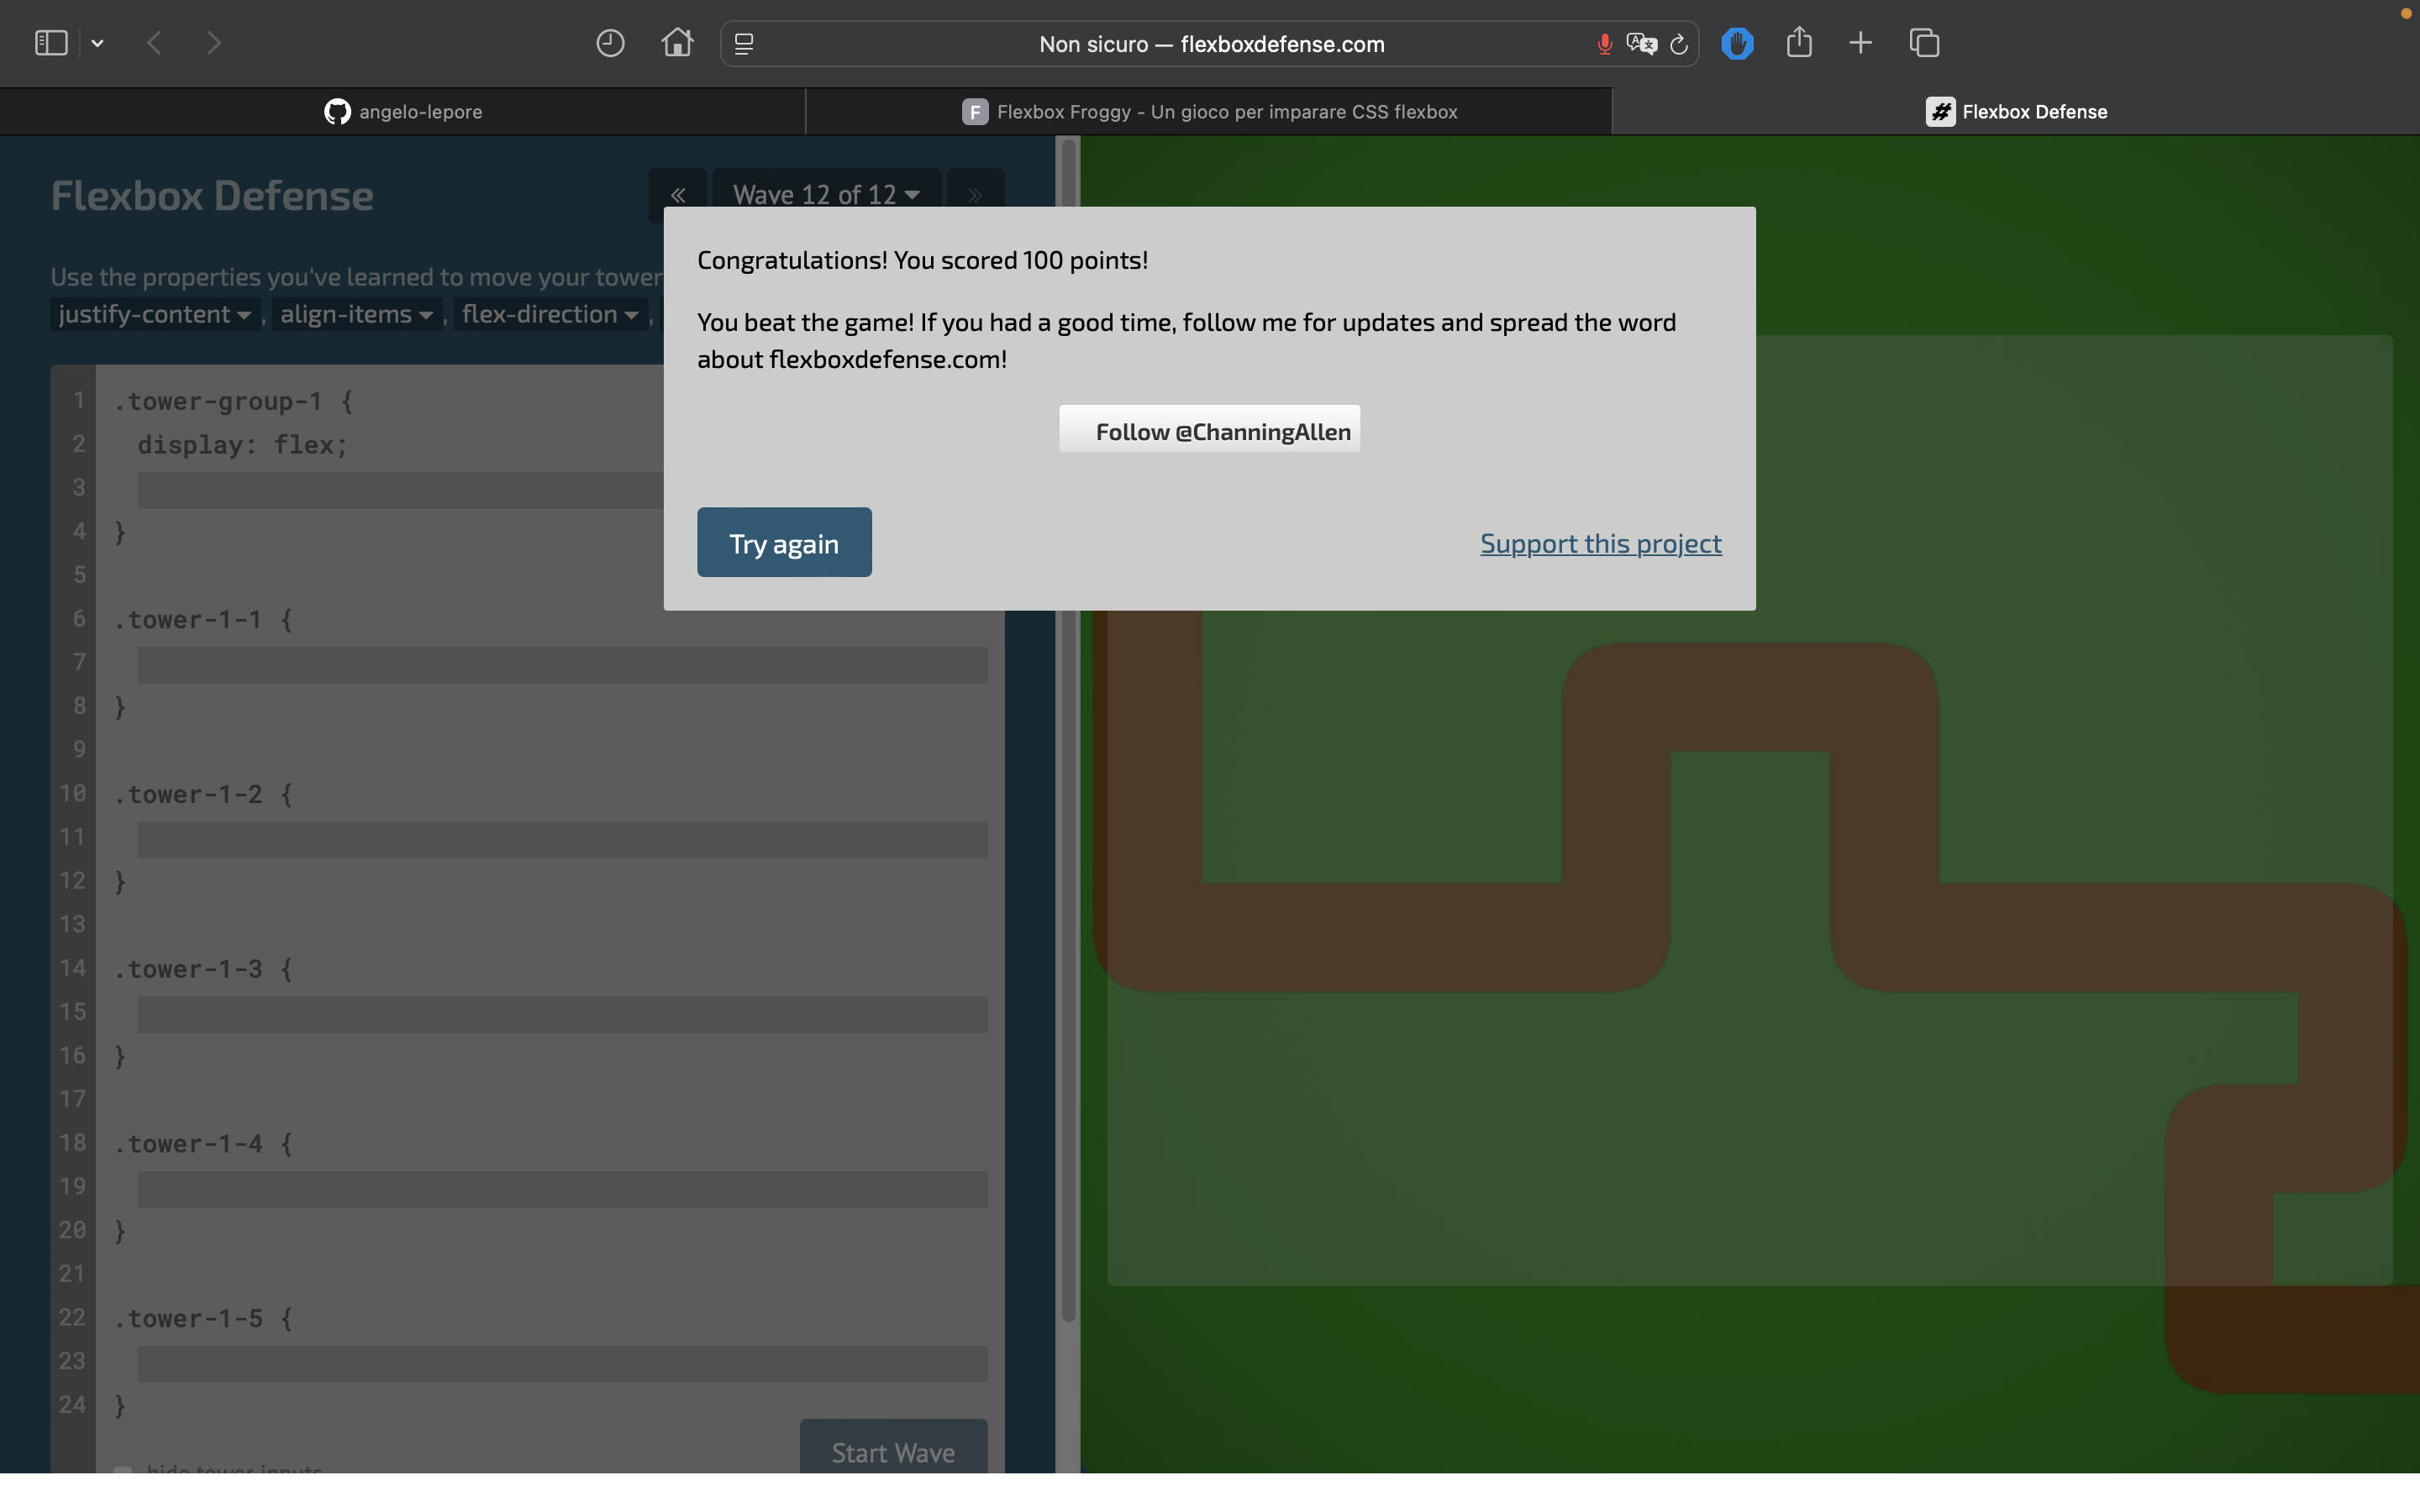 Non sicuro — flexboxdefense.com
angelo-lepore
F Flexbox Froggy - Un gioco per imparare CSS flexbox
# Flexbox Defense
Flexbox Defense
« Wave 12 of 12 »
Use the properties you've learned to move your tower
justify-content , align-items , flex-direction ,
Congratulations! You scored 100 points!
You beat the game! If you had a good time, follow me for updates and spread the word
about flexboxdefense.com!
Follow @ChanningAllen
Try again
Support this project
1 .tower-group-1 {
2 display: flex;
3
4 }
5
6 .tower-1-1 {
7
8 }
9
10 .tower-1-2 {
11
12 }
13
14 .tower-1-3 {
15
16 }
17
18 .tower-1-4 {
19
20 }
21
22 .tower-1-5 {
23
24 }
Start Wave
hide tower inputs